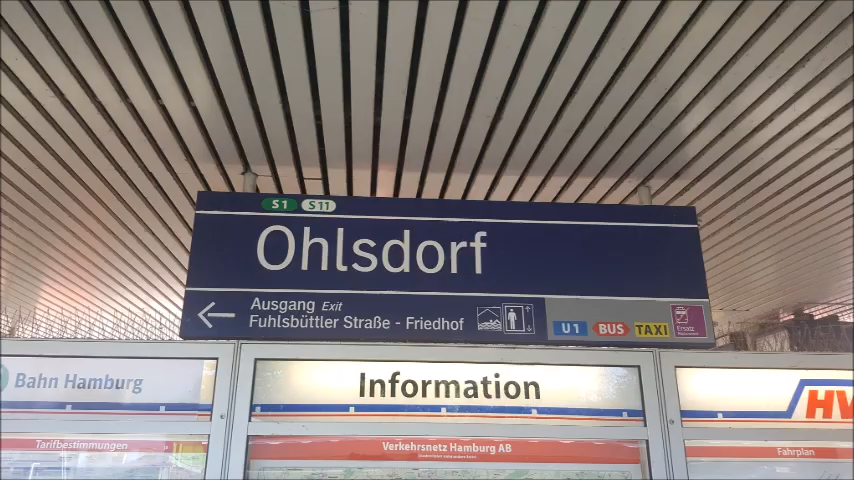 S1 S11
Ohlsdorf
Ausgang Exit
Fuhlsbüttler Straße - Friedhof
U1 BUS TAXI Ersatz
Bahn Hamburg
Information
HV
Tarifbestimmungen
Verkehrsnetz Hamburg AB
Fahrplan